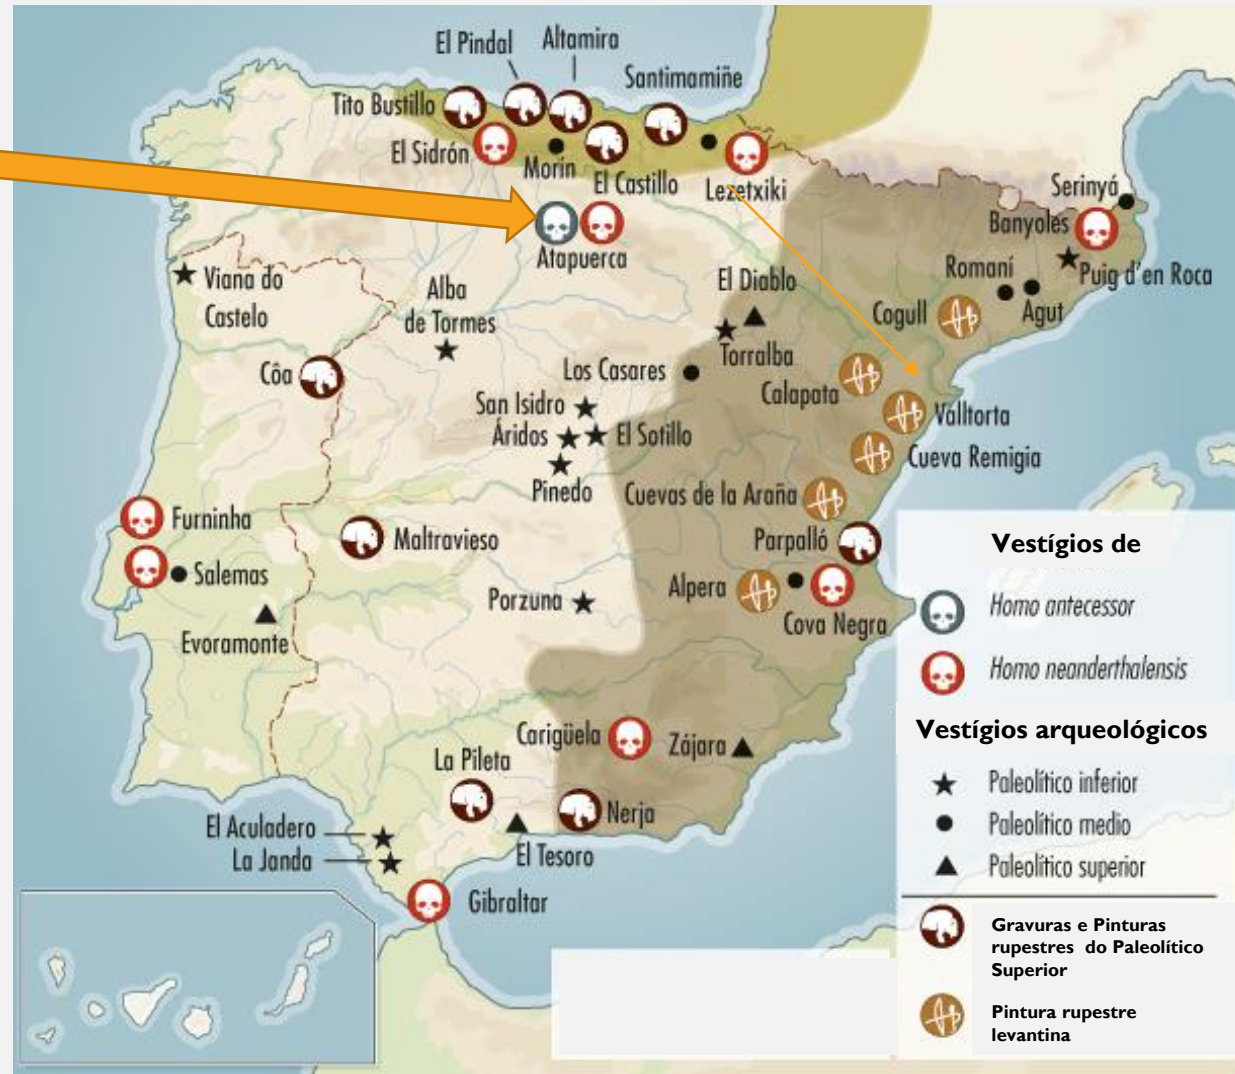 El Pindal
Altamira
Santimamiñe
Tito Bustillo
El Sidrón
Morin
El Castillo
Lezetxiki
Serinyá
Banyoles
Atapuerca
Puig d'en Roca
Romaní
Agut
Viana do
Castelo
Alba
de Tormes
El Diablo
Cogull
Torralba
Côa
Los Casares
Calapata
San Isidro
Valltorta
Áridos
El Sotillo
Cueva Remigia
Pinedo
Cuevas de la Araña
Furninha
Maltravieso
Parpalló
Salemas
Alpera
Porzuna
Cova Negra
Evoramonte
Carigüela
Zájara
La Pileta
Nerja
El Aculadero
La Janda
El Tesoro
Gibraltar
Vestígios de
Homo antecessor
Homo neanderthalensis
Vestígios arqueológicos
Paleolítico inferior
Paleolítico medio
Paleolítico superior
Gravuras e Pinturas
rupestres do Paleolítico
Superior
Pintura rupestre
levantina